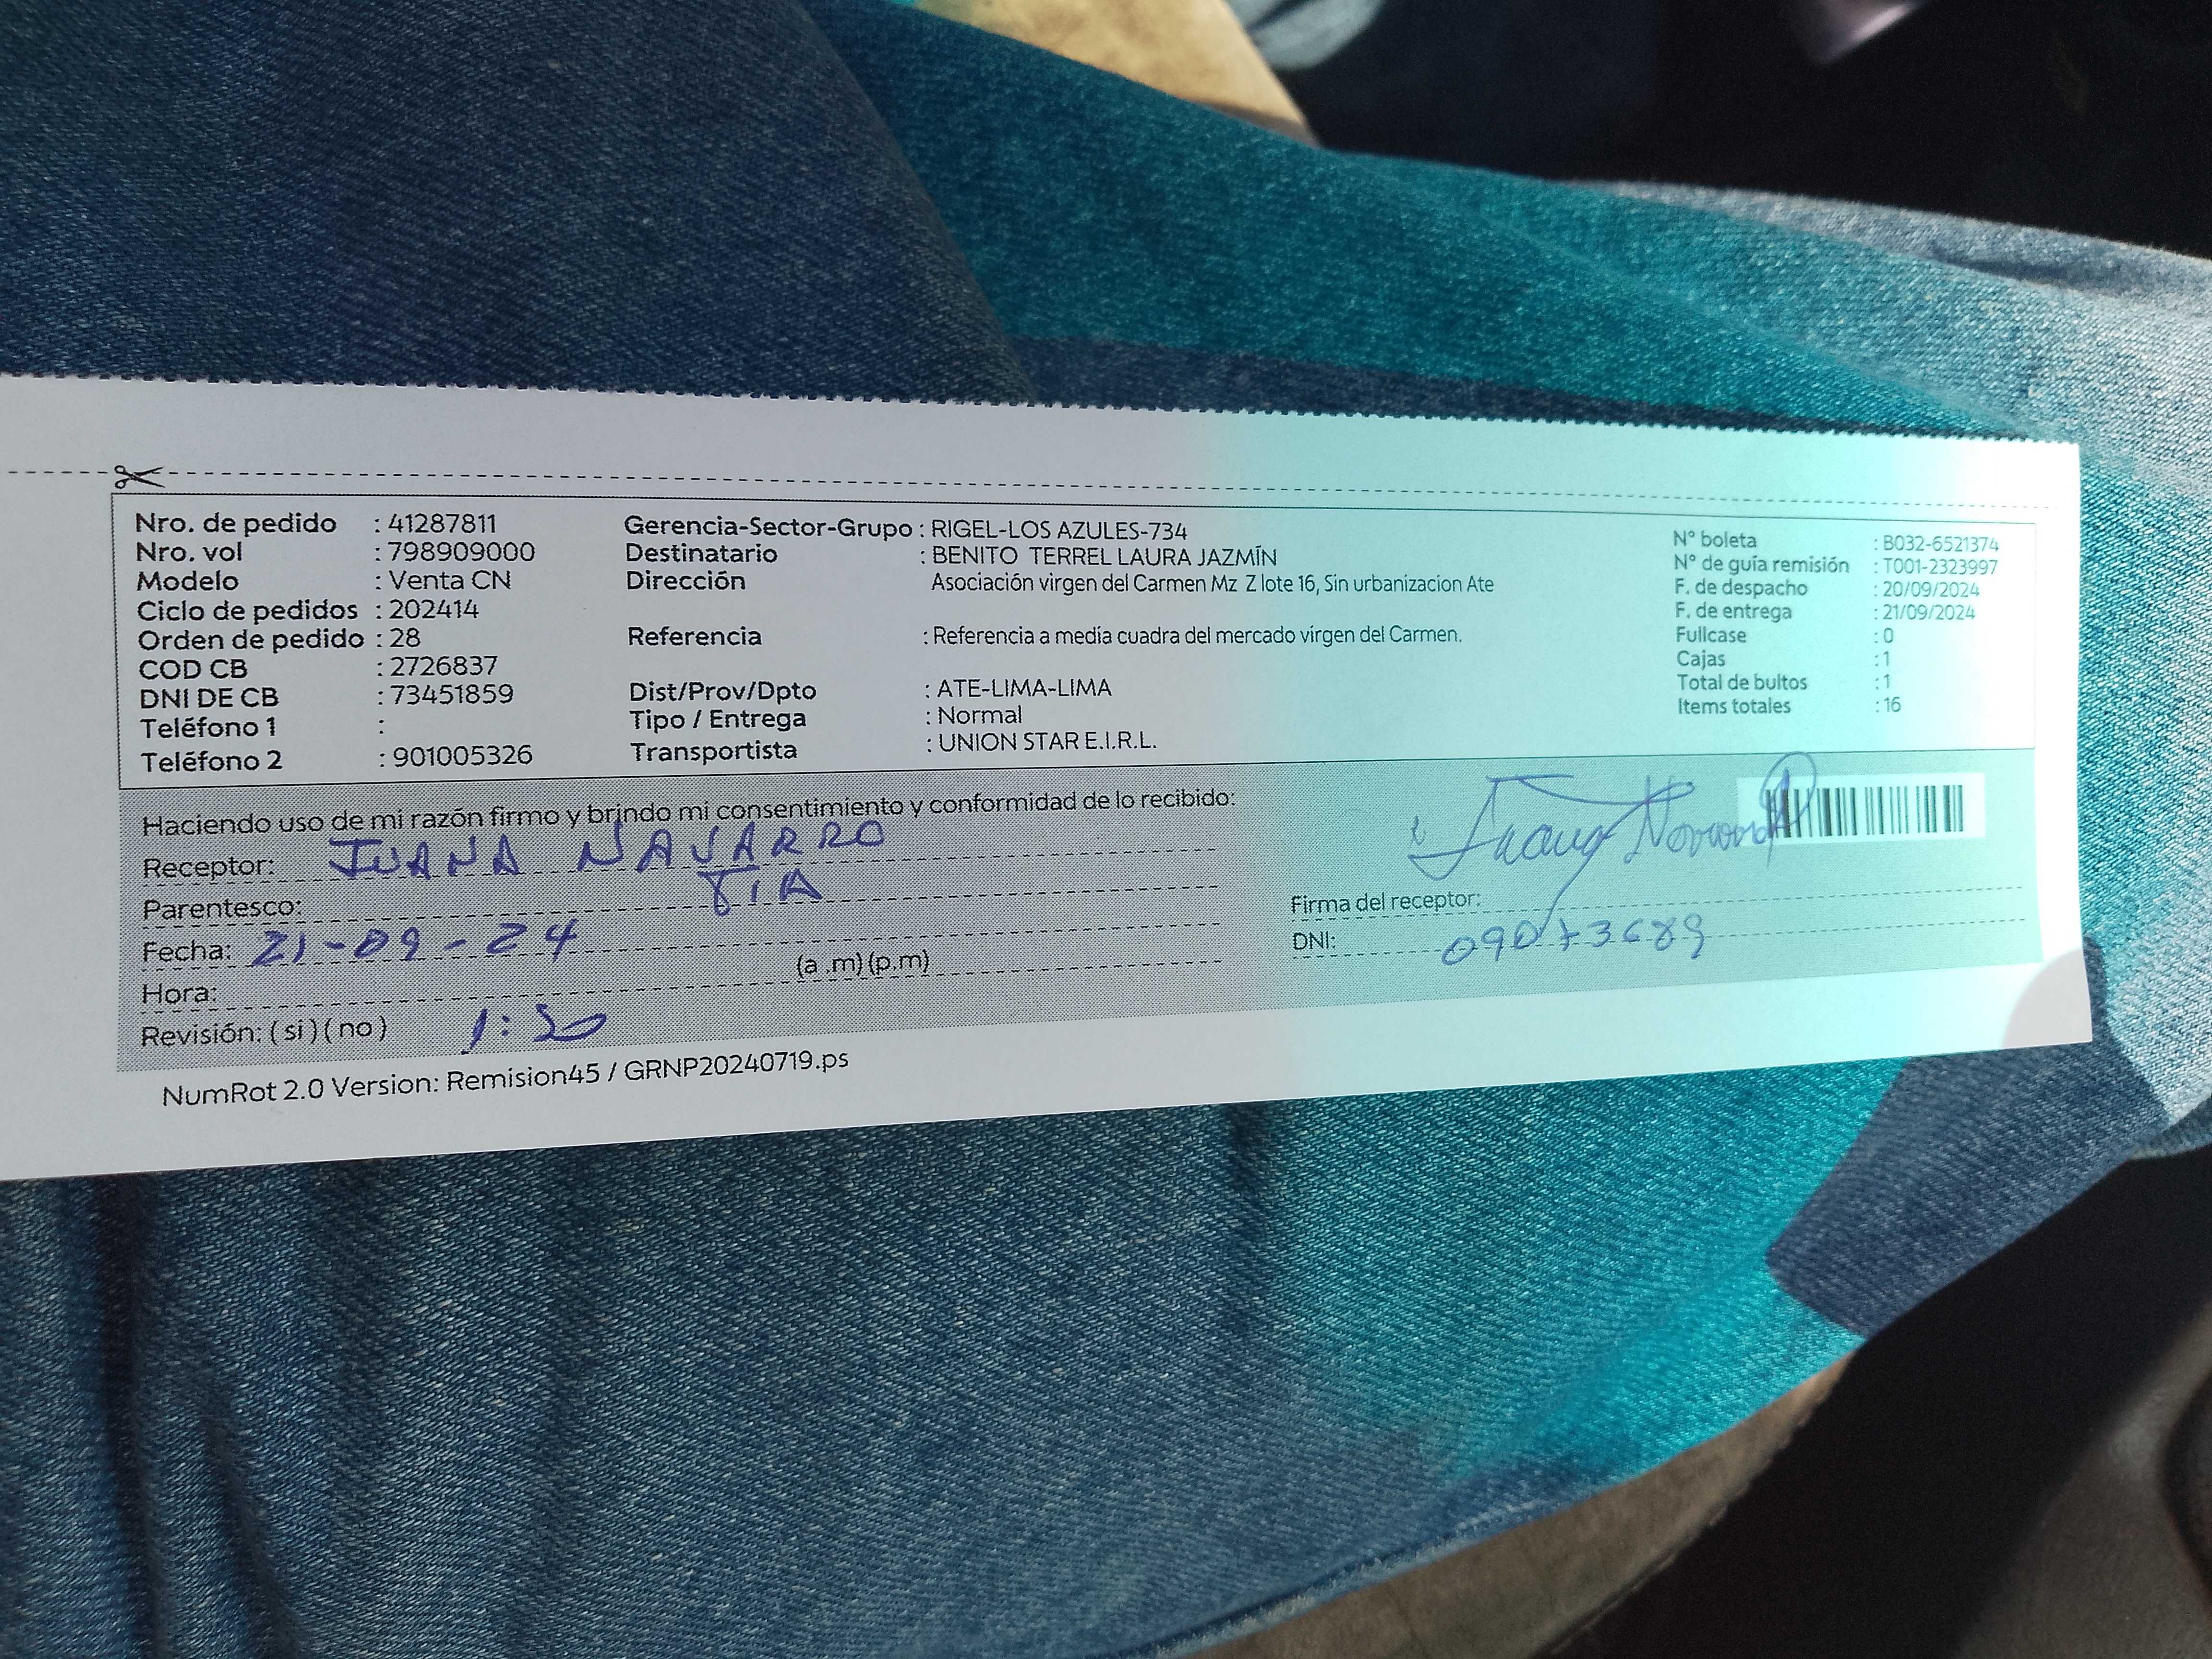 Nro. de pedido : 41287811
Nro. vol : 798909000
Modelo : Venta CN
Ciclo de pedidos : 202414
Orden de pedido : 28
COD CB : 2726837
DNI DE CB : 73451859
Teléfono 1 :
Teléfono 2 : 901005326
Gerencia-Sector-Grupo : RIGEL-LOS AZULES-734
Destinatario : BENITO TERREL LAURA JAZMÍN
Dirección Asociación virgen del Carmen Mz Z lote 16, Sin urbanizacion Ate
Referencia : Referencia a media cuadra del mercado virgen del Carmen.
Dist/Prov/Dpto : ATE-LIMA-LIMA
Tipo / Entrega : Normal
Transportista : UNION STAR E.I.R.L.
N° boleta : B032-6521374
N° de guía remisión : T001-2323997
F. de despacho : 20/09/2024
F. de entrega : 21/09/2024
Fullcase : 0
Cajas : 1
Total de bultos : 1
Items totales : 16
Haciendo uso de mi razón firmo y brindo mi consentimiento y conformidad de lo recibido:
Receptor: JUANA NAVARRO
Parentesco: TIA
Fecha: 21-09-24
Hora: (a .m) (p.m)
Revisión: ( si ) ( no ) 1:20
Juana Navarro
Firma del receptor:
DNI:
NumRot 2.0 Version: Remision45 / GRNP20240719.ps